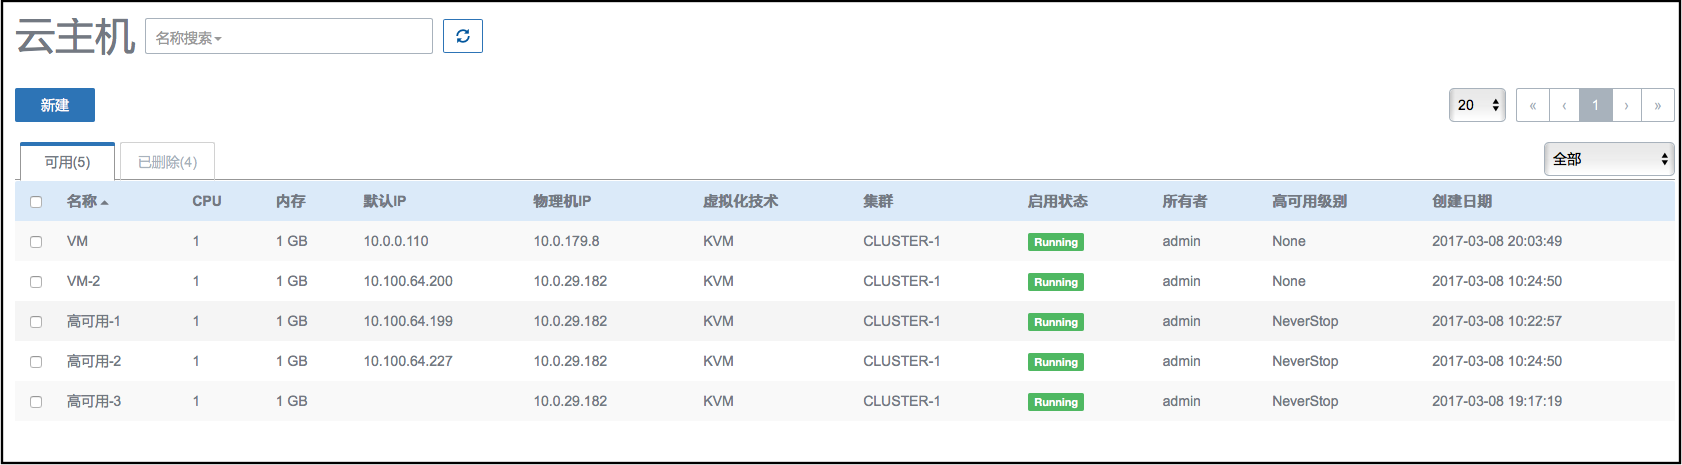 云主机 名称搜索
新建 20 « ‹ 1 › »
可用(5) 已删除(4) 全部
名称 CPU 内存 默认IP 物理机IP 虚拟化技术 集群 启用状态 所有者 高可用级别 创建日期
VM 1 1 GB 10.0.0.110 10.0.179.8 KVM CLUSTER-1 Running admin None 2017-03-08 20:03:49
VM-2 1 1 GB 10.100.64.200 10.0.29.182 KVM CLUSTER-1 Running admin None 2017-03-08 10:24:50
高可用-1 1 1 GB 10.100.64.199 10.0.29.182 KVM CLUSTER-1 Running admin NeverStop 2017-03-08 10:22:57
高可用-2 1 1 GB 10.100.64.227 10.0.29.182 KVM CLUSTER-1 Running admin NeverStop 2017-03-08 10:24:50
高可用-3 1 1 GB 10.0.29.182 KVM CLUSTER-1 Running admin NeverStop 2017-03-08 19:17:19